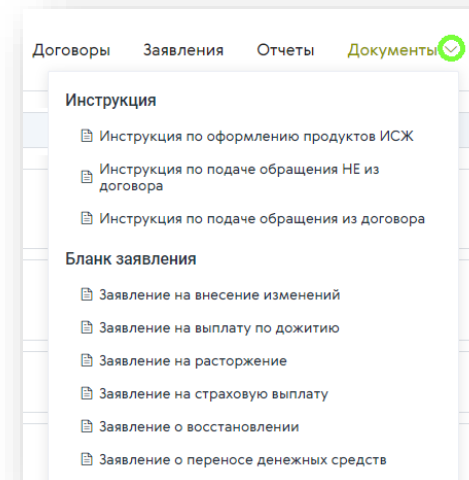 Договоры Заявления Отчеты Документы
Инструкция
Инструкция по оформлению продуктов ИСЖ
Инструкция по подаче обращения НЕ из
договора
Инструкция по подаче обращения из договора
Бланк заявления
Заявление на внесение изменений
Заявление на выплату по дожитию
Заявление на расторжение
Заявление на страховую выплату
Заявление о восстановлении
Заявление о переносе денежных средств